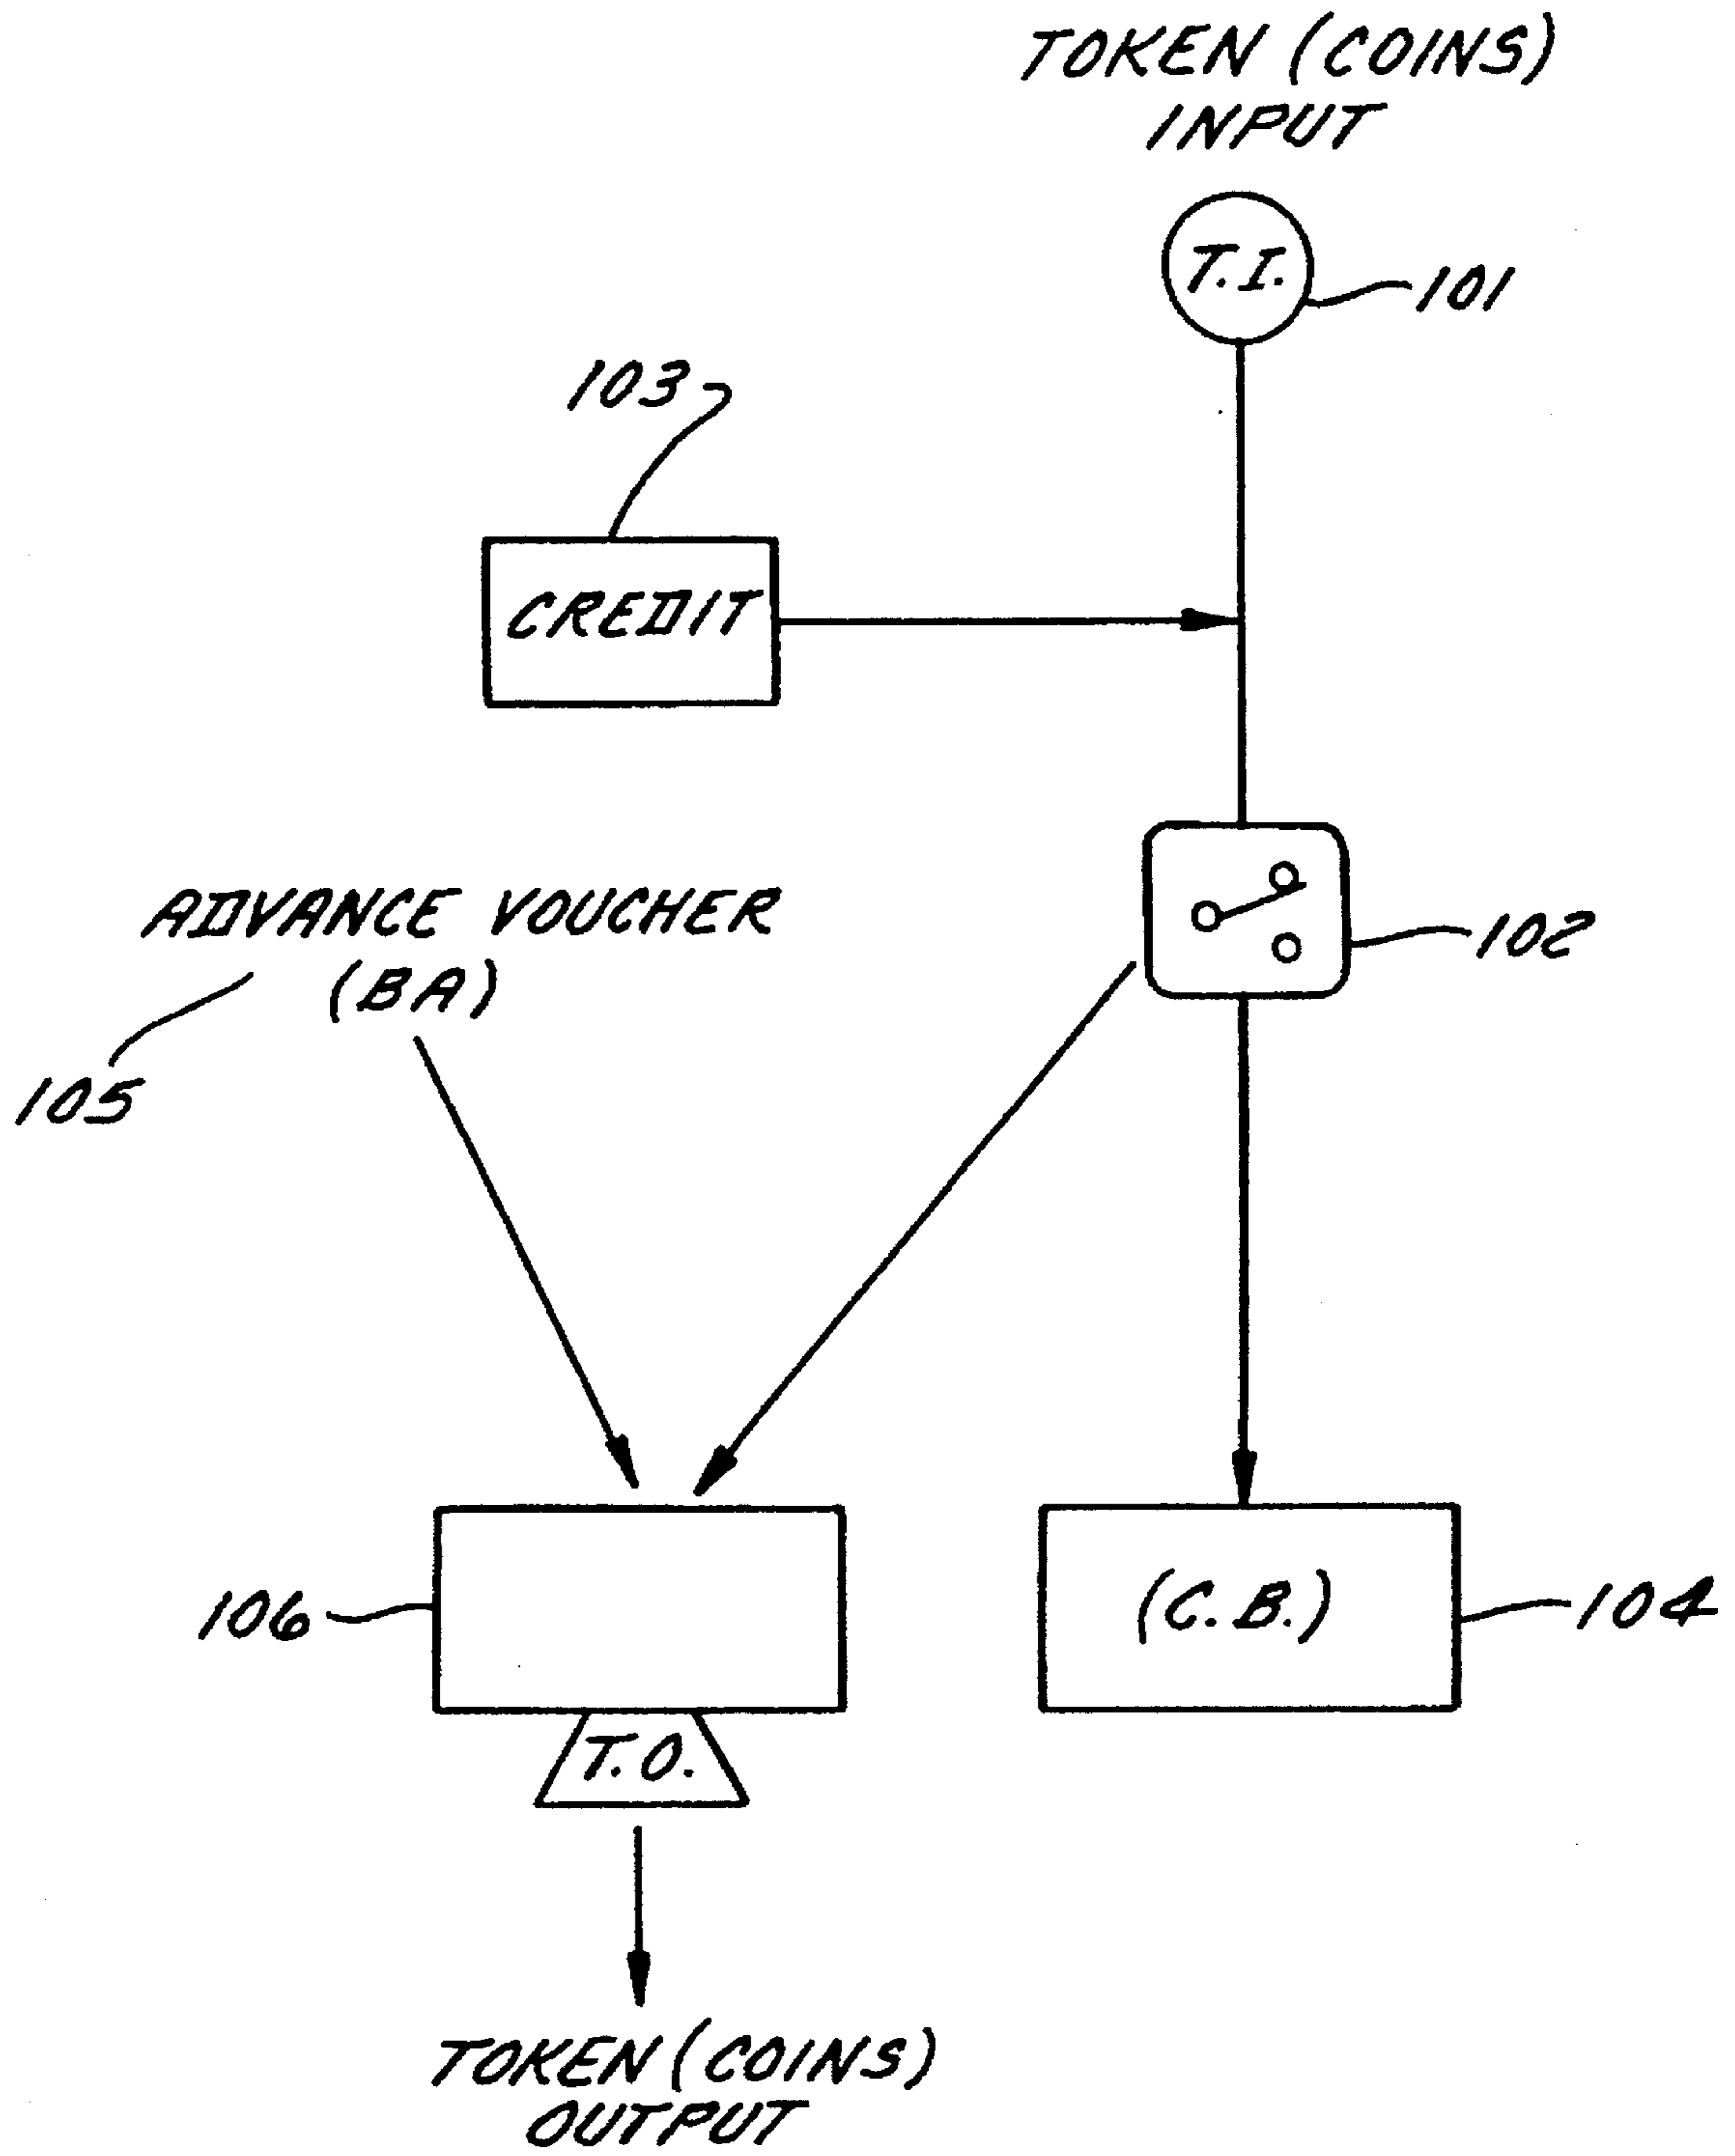 TOKEN (COINS)
INPUT
T.I.
101
103
CREDIT
ADVANCE VOUCHER
(BA)
102
105
106
(C.B.)
104
T.O.
TOKEN (COINS)
OUTPUT